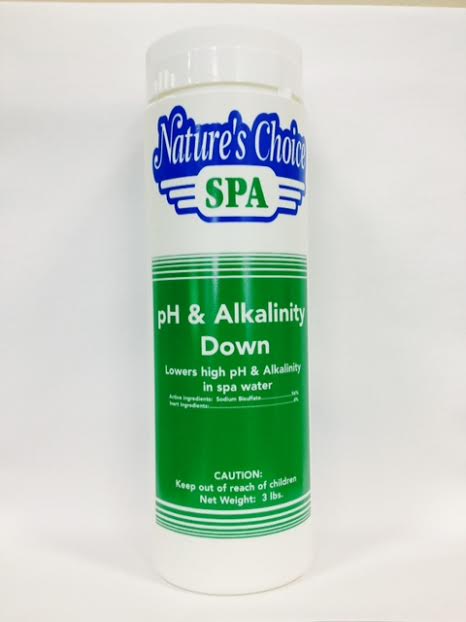 Nature's Choice
SPA
pH & Alkalinity
Down
Lowers high pH & Alkalinity
in spa water
Active Ingredients: Sodium Bisulfate
Inert Ingredients:
CAUTION:
Keep out of reach of children
Net Weight: 3 lbs.